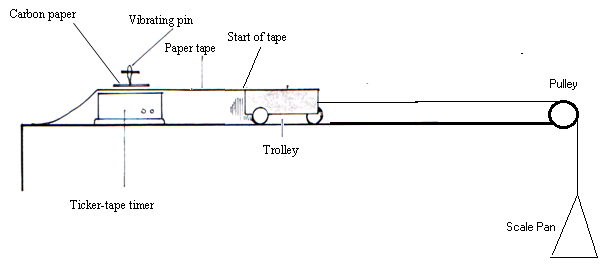 Carbon paper
Vibrating pin
Paper tape
Start of tape
Pulley
Trolley
Ticker-tape timer
Scale Pan